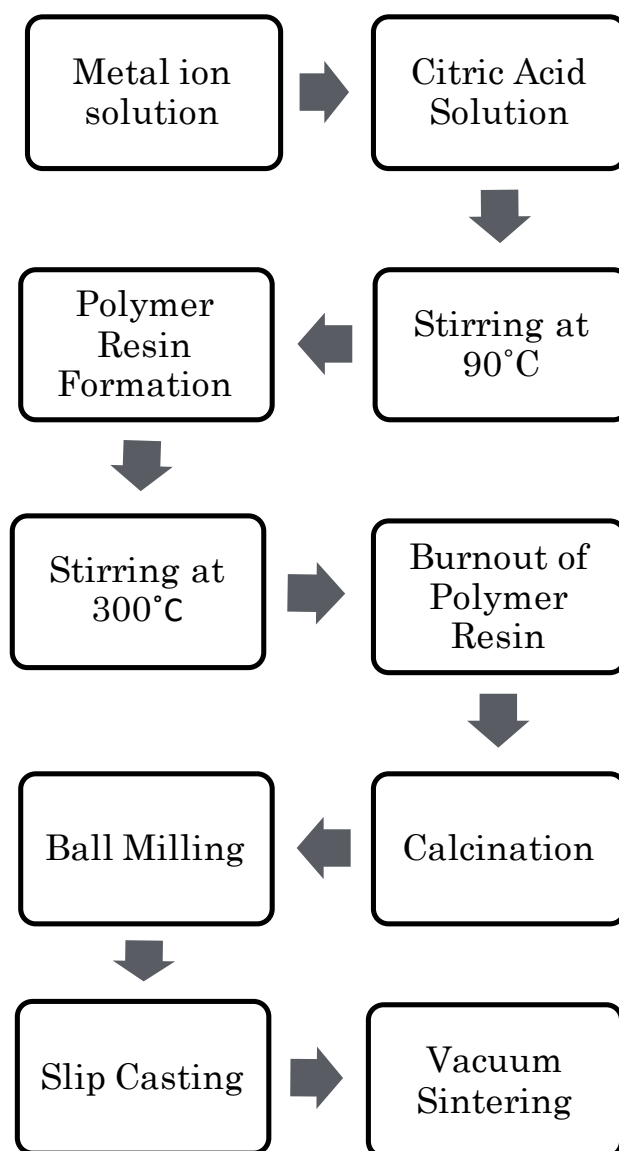 Metal ion
solution
Citric Acid
Solution
Stirring at
90˚C
Polymer
Resin
Formation
Stirring at
300˚C
Burnout of
Polymer
Resin
Calcination
Ball Milling
Slip Casting
Vacuum
Sintering